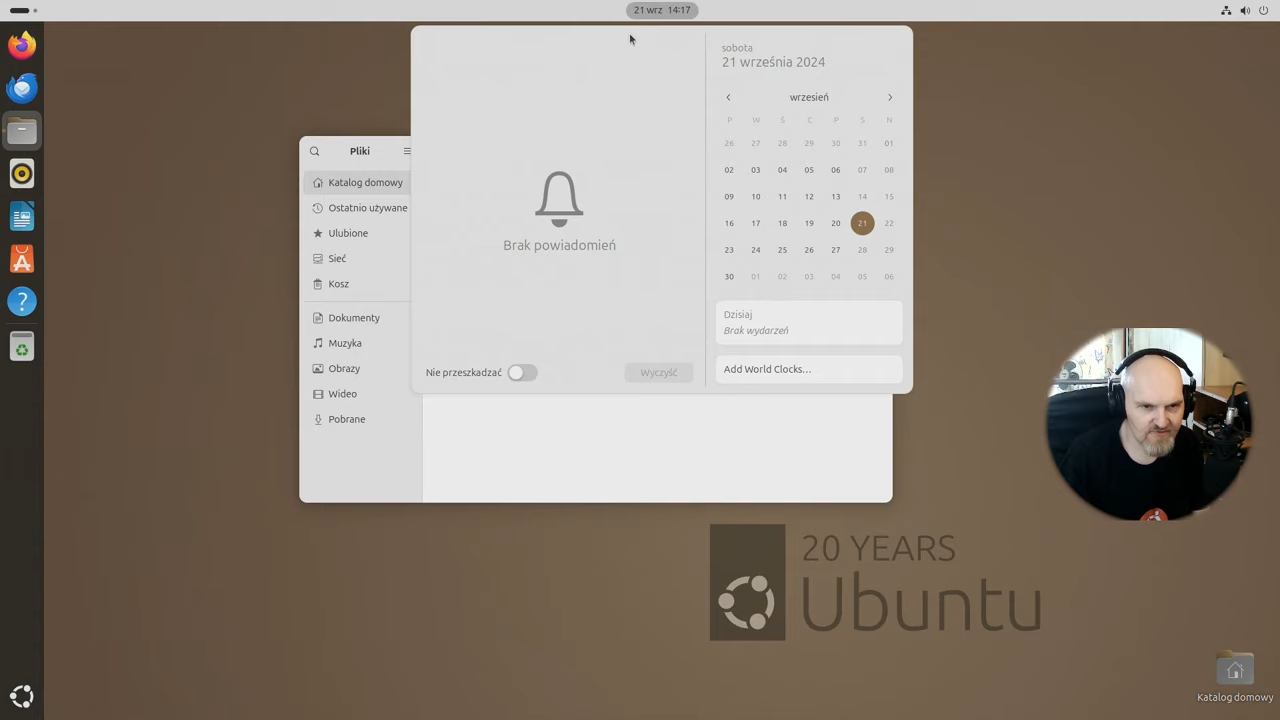 21 wrz 14:17
sobota
21 września 2024
wrzesień
P W Ś C P S N
26 27 28 29 30 31 01
02 03 04 05 06 07 08
09 10 11 12 13 14 15
16 17 18 19 20 21 22
23 24 25 26 27 28 29
30 01 02 03 04 05 06
Brak powiadomień
Dzisiaj
Brak wydarzeń
Add World Clocks...
Nie przeszkadzać
Wyczyść
Pliki
Katalog domowy
Ostatnio używane
Ulubione
Sieć
Kosz
Dokumenty
Muzyka
Obrazy
Wideo
Pobrane
20 YEARS
Ubuntu
Katalog domowy